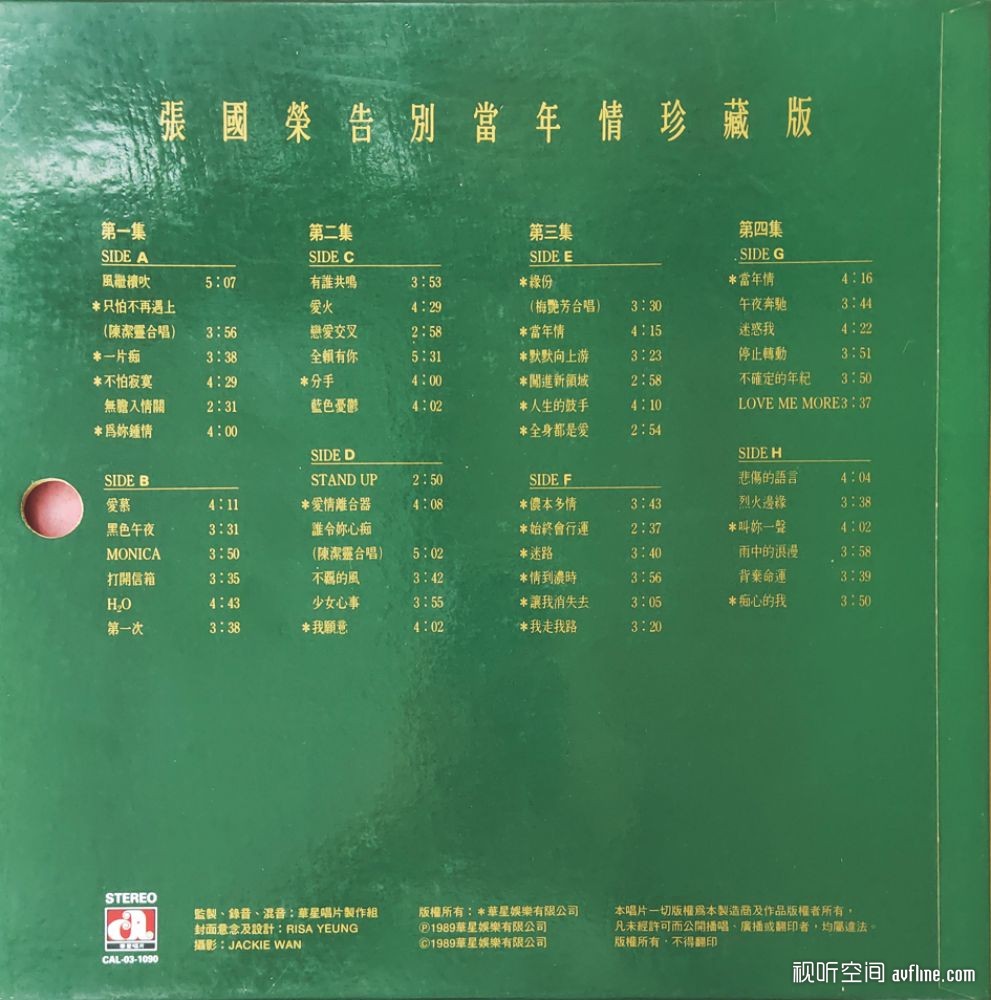 張國榮告別當年情珍藏版
第一集
SIDE A
風繼續吹 5:07
*只怕不再遇上
(陳潔靈合唱) 3:56
*一片痴 3:38
*不怕寂寞 4:29
無膽入情關 2:31
*爲妳鍾情 4:00
SIDE B
愛慕 4:11
黑色午夜 3:31
MONICA 3:50
打開信箱 3:35
H₂O 4:43
第一次 3:38
第二集
SIDE C
有誰共鳴 3:53
愛火 4:29
戀愛交叉 2:58
全賴有你 5:31
*分手 4:00
藍色憂鬱 4:02
SIDE D
STAND UP 2:50
*愛情離合器 4:08
誰令妳心痴
(陳潔靈合唱) 5:02
不羈的風 3:42
少女心事 3:55
*我願意 4:02
第三集
SIDE E
*緣份
(梅艷芳合唱) 3:30
*當年情 4:15
*默默向上游 3:23
*闖進新領域 2:58
*人生的鼓手 4:10
*全身都是愛 2:54
SIDE F
*儂本多情 3:43
*始終會行運 2:37
*迷路 3:40
*情到濃時 3:56
*讓我消失去 3:05
*我走我路 3:20
第四集
SIDE G
*當年情 4:16
午夜奔馳 3:44
迷惑我 4:22
停止轉動 3:51
不確定的年紀 3:50
LOVE ME MORE 3:37
SIDE H
悲傷的語言 4:04
烈火邊緣 3:38
*叫妳一聲 4:02
雨中的浪漫 3:58
背棄命運 3:39
*痴心的我 3:50
STEREO
華星唱片
CAL-03-1090
監製、錄音、混音：華星唱片製作組
封面意念及設計：RISA YEUNG
攝影：JACKIE WAN
版權所有：*華星娛樂有限公司
Ⓟ1989華星娛樂有限公司
©1989華星娛樂有限公司
本唱片一切版權爲本製造商及作品版權者所有，
凡未經許可而公開播唱、廣播或翻印者，均屬違法。
版權所有，不得翻印
视听空间 avfline.com